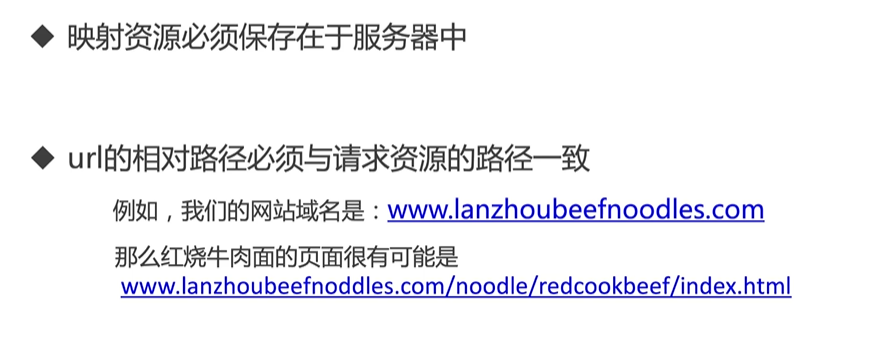 ◆ 映射资源必须保存在于服务器中
◆ url的相对路径必须与请求资源的路径一致
例如，我们的网站域名是：www.lanzhoubeefnoodles.com
那么红烧牛肉面的页面很有可能是
www.lanzhoubeefnoddles.com/noodle/redcookbeef/index.html